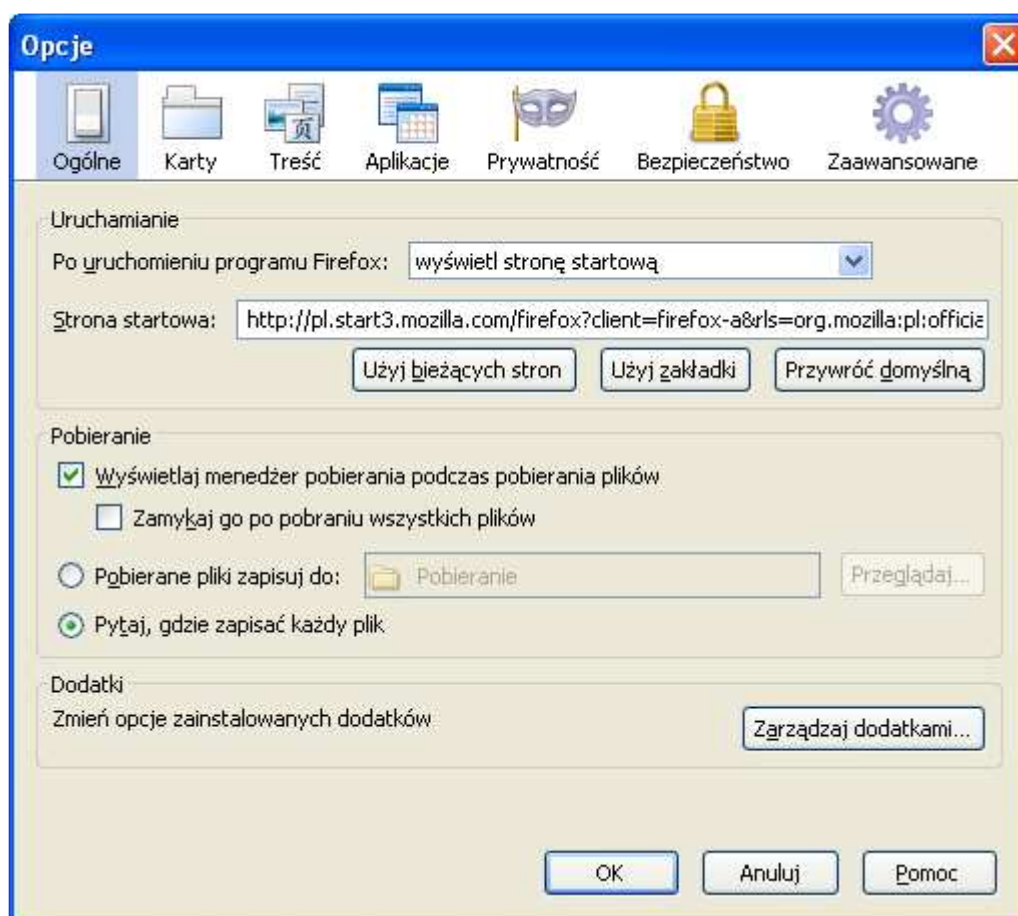 Opcje
Ogólne Karty Treść Aplikacje Prywatność Bezpieczeństwo Zaawansowane
Uruchamianie
Po uruchomieniu programu Firefox: wyświetl stronę startową
Strona startowa: http://pl.start3.mozilla.com/firefox?client=firefox-a&rls=org.mozilla:pl:officia
Użyj bieżących stron Użyj zakładki Przywróć domyślną
Pobieranie
Wyświetlaj menedżer pobierania podczas pobierania plików
Zamykaj go po pobraniu wszystkich plików
Pobierane pliki zapisuj do: Pobieranie Przeglądaj...
Pytaj, gdzie zapisać każdy plik
Dodatki
Zmień opcje zainstalowanych dodatków
Zarządzaj dodatkami...
OK Anuluj Pomoc